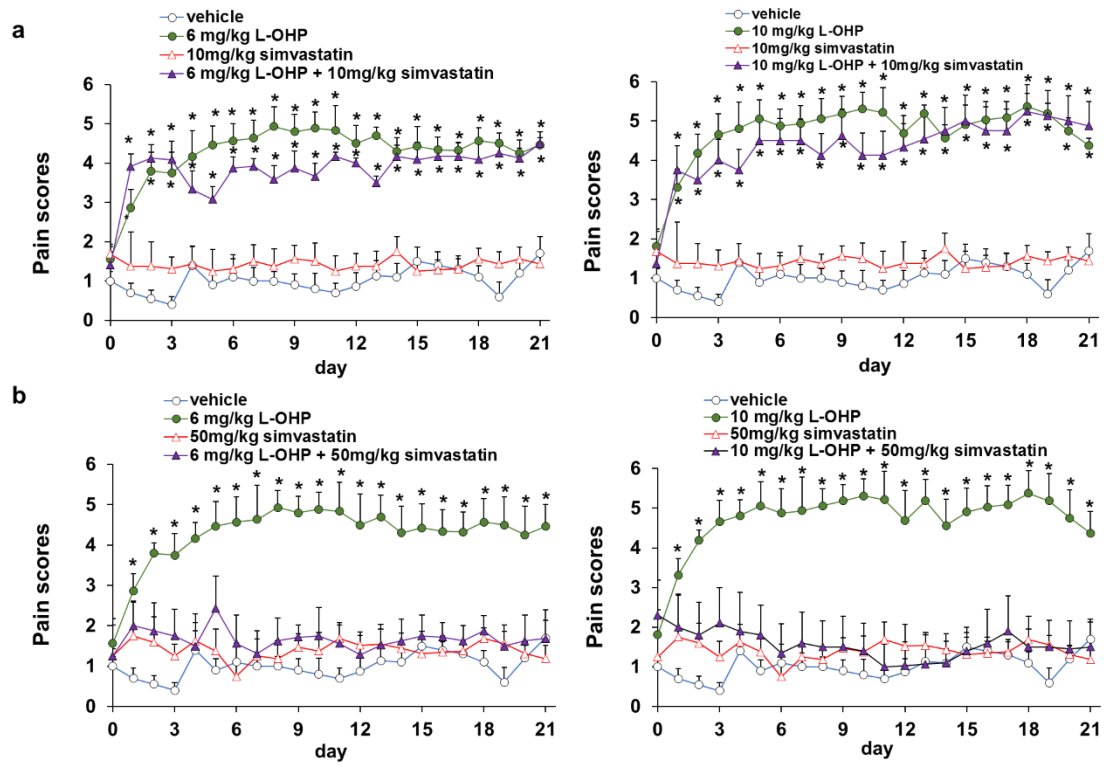 a
vehicle
6 mg/kg L-OHP
10mg/kg simvastatin
6 mg/kg L-OHP + 10mg/kg simvastatin
Pain scores
6
5
4
3
2
1
0
* * * * * * * * * * * * * * * * * * * * *
0 3 6 9 12 15 18 21
day
vehicle
10 mg/kg L-OHP
10mg/kg simvastatin
10 mg/kg L-OHP + 10mg/kg simvastatin
Pain scores
6
5
4
3
2
1
0
* * * * * * * * * * * * * * * * * * * * *
0 3 6 9 12 15 18 21
day
b
vehicle
6 mg/kg L-OHP
50mg/kg simvastatin
6 mg/kg L-OHP + 50mg/kg simvastatin
Pain scores
6
5
4
3
2
1
0
* * * * * * * * * * * * * * * * * * * * *
0 3 6 9 12 15 18 21
day
vehicle
10 mg/kg L-OHP
50mg/kg simvastatin
10 mg/kg L-OHP + 50mg/kg simvastatin
Pain scores
6
5
4
3
2
1
0
* * * * * * * * * * * * * * * * * * * * *
0 3 6 9 12 15 18 21
day